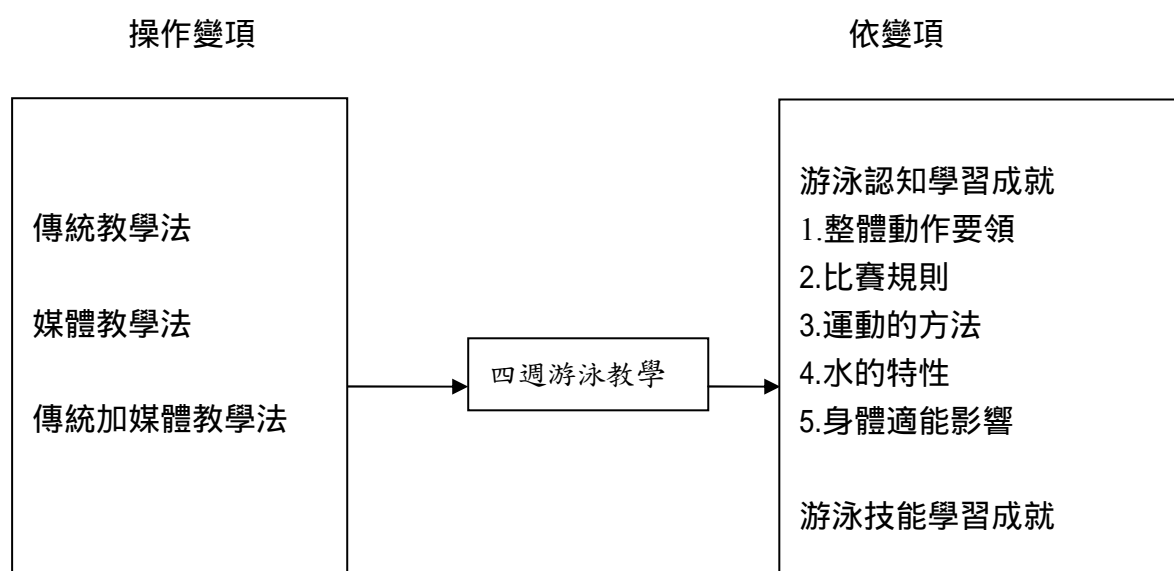 操作變項
依變項
傳統教學法
媒體教學法
傳統加媒體教學法
四週游泳教學
游泳認知學習成就
1.整體動作要領
2.比賽規則
3.運動的方法
4.水的特性
5.身體適能影響
游泳技能學習成就